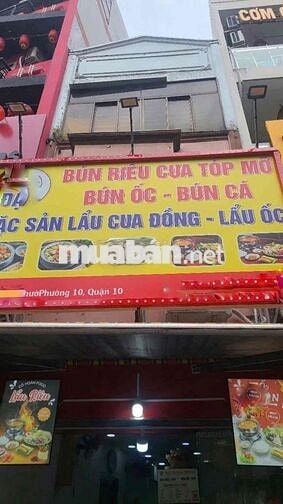 CƠM
BÚN RIÊU CUA TÓP MỠ
BÚN ỐC - BÚN CÁ
ĐẶC SẢN LẨU CUA ĐỒNG - LẨU ỐC
muaban.net
Phường 10, Quận 10
Lẩu Riêu